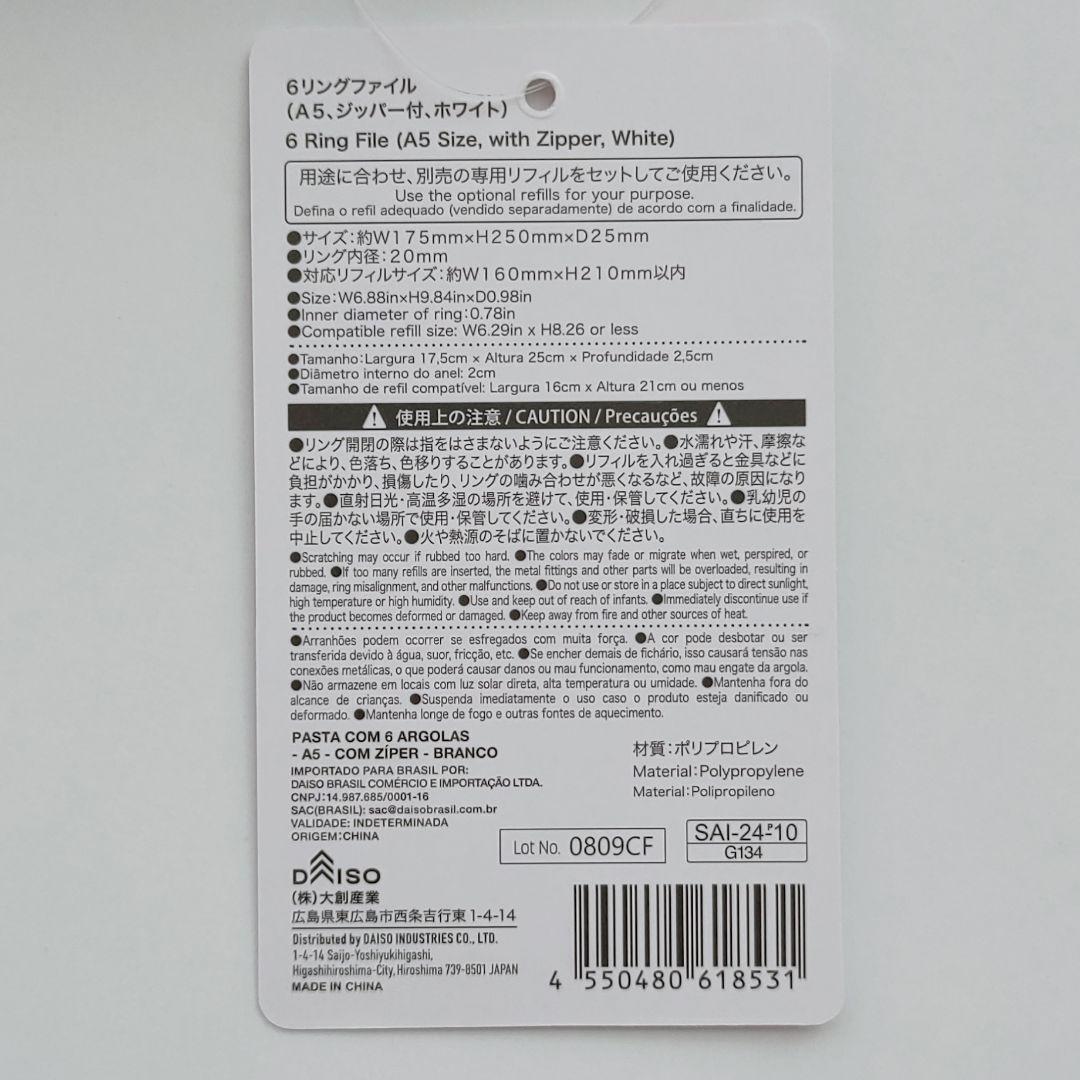 6リングファイル
（A5、ジッパー付、ホワイト）
6 Ring File (A5 Size, with Zipper, White)
用途に合わせ、別売の専用リフィルをセットしてご使用ください。
Use the optional refills for your purpose.
Defina o refil adequado (vendido separadamente) de acordo com a finalidade.
●サイズ：約W175mm×H250mm×D25mm
●リング内径：20mm
●対応リフィルサイズ：約W160mm×H210mm以内
●Size：W6.88in×H9.84in×D0.98in
●Inner diameter of ring：0.78in
●Compatible refill size: W6.29in x H8.26 or less
●Tamanho：Largura 17,5cm × Altura 25cm × Profundidade 2,5cm
●Diâmetro interno do anel: 2cm
●Tamanho de refil compatível: Largura 16cm x Altura 21cm ou menos
使用上の注意 / CAUTION / Precauções
●リング開閉の際は指をはさまないようにご注意ください。●水濡れや汗、摩擦な
どにより、色落ち、色移りすることがあります。●リフィルを入れ過ぎると金具などに
負担がかかり、損傷したり、リングの噛み合わせが悪くなるなど、故障の原因になり
ます。●直射日光・高温多湿の場所を避けて、使用・保管してください。●乳幼児の
手の届かない場所で使用・保管してください。●変形・破損した場合、直ちに使用を
中止してください。●火や熱源のそばに置かないでください。
●Scratching may occur if rubbed too hard. ●The colors may fade or migrate when wet, perspired, or
rubbed. ●If too many refills are inserted, the metal fittings and other parts will be overloaded, resulting in
damage, ring misalignment, and other malfunctions. ●Do not use or store in a place subject to direct sunlight,
high temperature or high humidity. ●Use and keep out of reach of infants. ●Immediately discontinue use if
the product becomes deformed or damaged. ●Keep away from fire and other sources of heat.
●Arranhões podem ocorrer se esfregados com muita força. ●A cor pode desbotar ou ser
transferida devido à água, suor, fricção, etc. ●Se encher demais de fichário, isso causará tensão nas
conexões metálicas, o que poderá causar danos ou mau funcionamento, como mau engate da argola.
●Não armazene em locais com luz solar direta, alta temperatura ou umidade. ●Mantenha fora do
alcance de crianças. ●Suspenda imediatamente o uso caso o produto esteja danificado ou
deformado. ●Mantenha longe de fogo e outras fontes de aquecimento.
PASTA COM 6 ARGOLAS
- A5 - COM ZÍPER - BRANCO
IMPORTADO PARA BRASIL POR:
DAISO BRASIL COMÉRCIO E IMPORTAÇÃO LTDA.
CNPJ:14.987.685/0001-16
SAC(BRASIL): sac@daisobrasil.com.br
VALIDADE: INDETERMINADA
ORIGEM:CHINA
材質：ポリプロピレン
Material：Polypropylene
Material：Polipropileno
Lot No. 0809CF
SAI-24-P10
G134
DAISO
（株）大創産業
広島県東広島市西条吉行東1-4-14
Distributed by DAISO INDUSTRIES CO., LTD.
1-4-14 Saijo-Yoshiyukihigashi,
Higashihiroshima-City, Hiroshima 739-8501 JAPAN
MADE IN CHINA
4 550480 618531